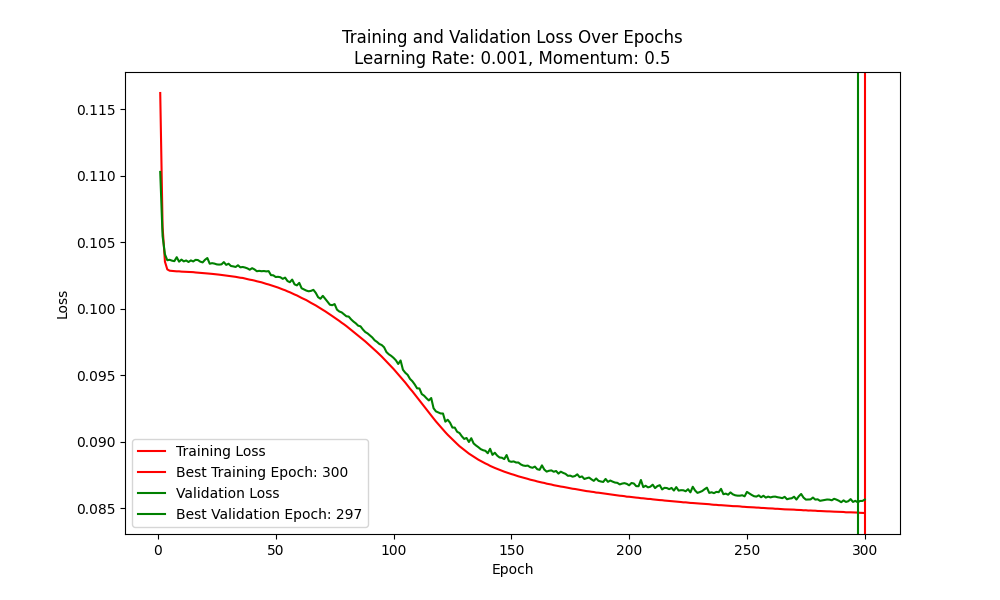 Training and Validation Loss Over Epochs
Learning Rate: 0.001, Momentum: 0.5
Loss
0.115
0.110
0.105
0.100
0.095
0.090
0.085
Training Loss
Best Training Epoch: 300
Validation Loss
Best Validation Epoch: 297
0 50 100 150 200 250 300
Epoch